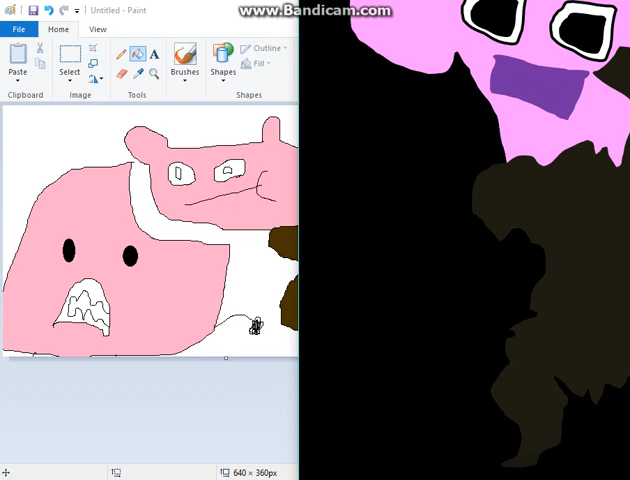 www.Bandicam.com
Untitled - Paint
File
Home
View
Paste
Select
A
Brushes
Shapes
Outline
Fill
Clipboard
Image
Tools
Shapes
640 × 360px